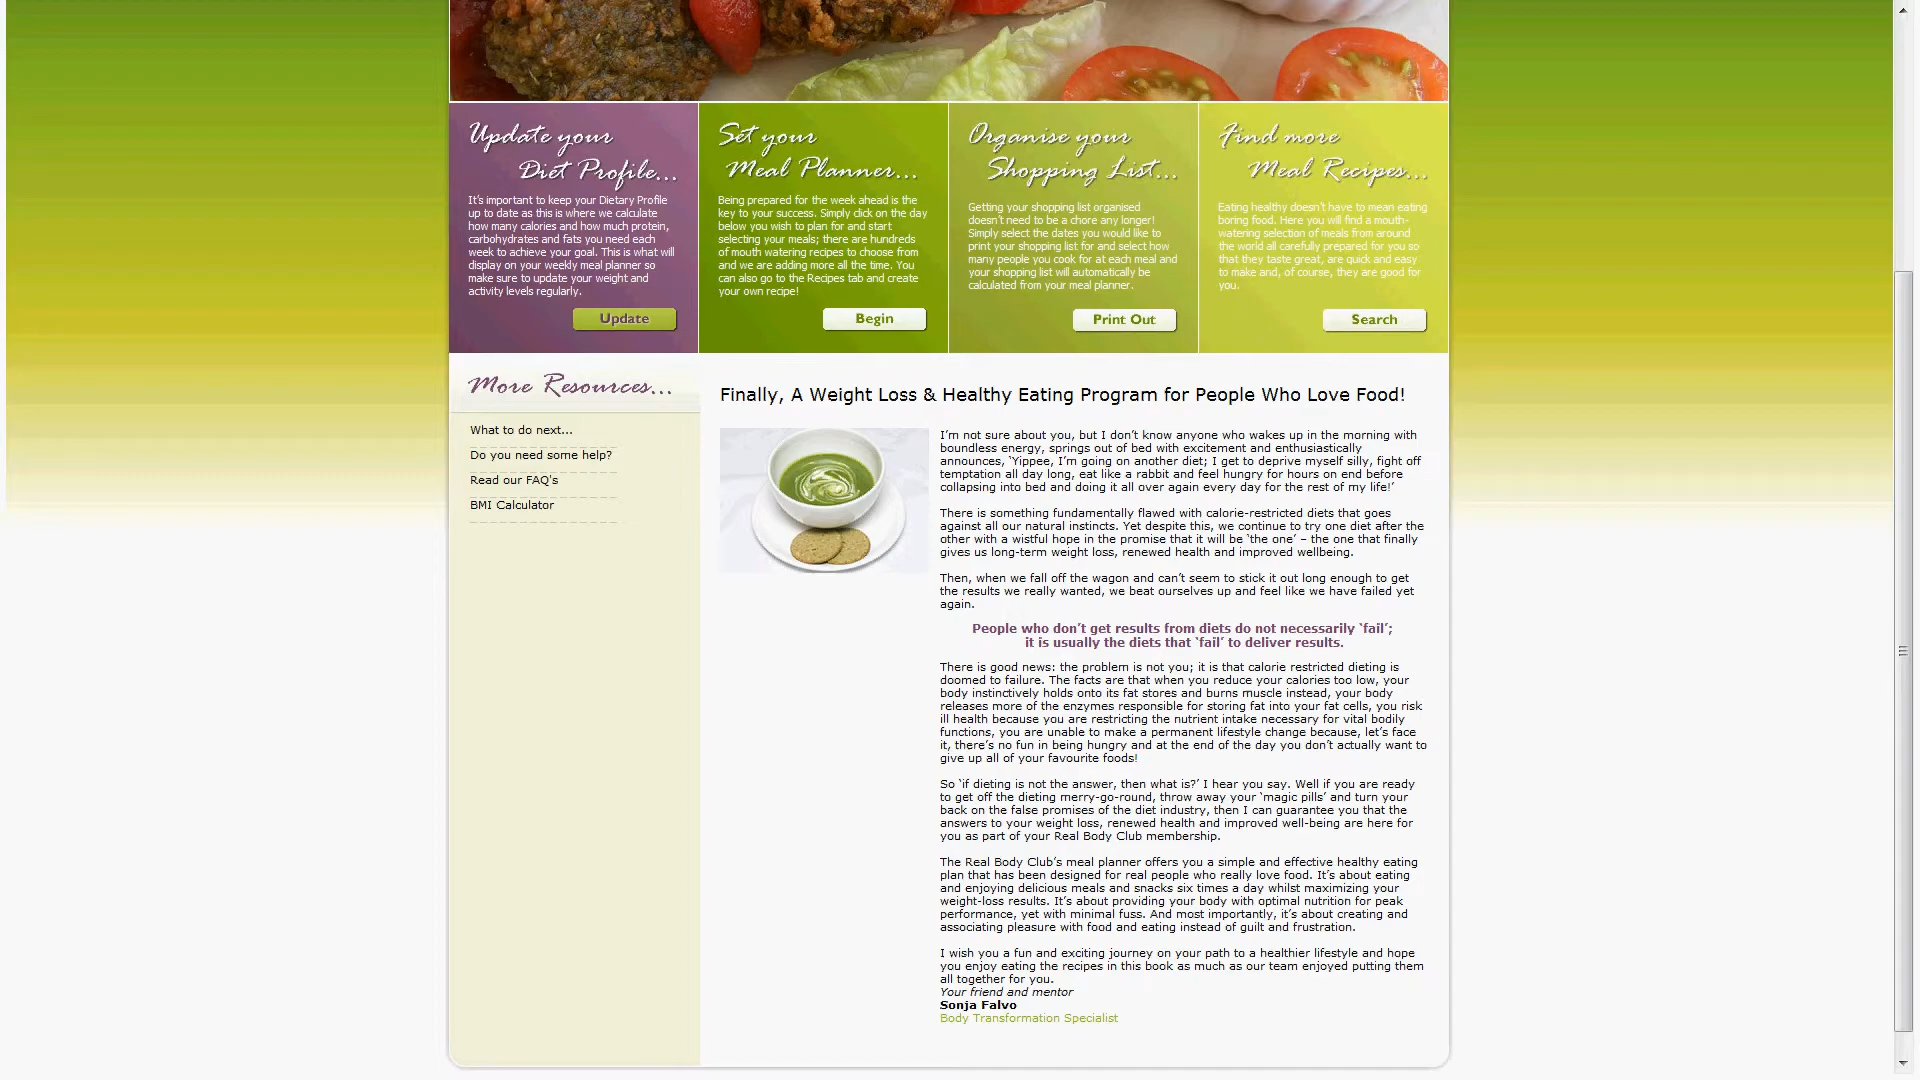 Update your
Diet Profile...
It's important to keep your Dietary Profile
up to date as this is where we calculate
how many calories and how much protein,
carbohydrates and fats you need each
week to achieve your goal. This is what will
display on your weekly meal planner so
make sure to update your weight and
activity levels regularly.
Update
Set your
Meal Planner...
Being prepared for the week ahead is the
key to your success. Simply click on the day
below you wish to plan for and start
selecting your meals; there are hundreds
of mouth watering recipes to choose from
and we are adding more all the time. You
can also go to the Recipes tab and create
your own recipe!
Begin
Organise your
Shopping List...
Getting your shopping list organised
doesn't need to be a chore any longer!
Simply select the dates you would like to
print your shopping list for and select how
many people you cook for at each meal and
your shopping list will automatically be
calculated from your meal planner.
Print Out
Find more
Meal Recipes...
Eating healthy doesn't have to mean eating
boring food. Here you will find a mouth-
watering selection of meals from around
the world all carefully prepared for you so
that they taste great, are quick and easy
to make and, of course, they are good for
you.
Search
More Resources...
What to do next...
Do you need some help?
Read our FAQ's
BMI Calculator
Finally, A Weight Loss & Healthy Eating Program for People Who Love Food!
I'm not sure about you, but I don't know anyone who wakes up in the morning with
boundless energy, springs out of bed with excitement and enthusiastically
announces, 'Yippee, I'm going on another diet; I get to deprive myself silly, fight off
temptation all day long, eat like a rabbit and feel hungry for hours on end before
collapsing into bed and doing it all over again every day for the rest of my life!'
There is something fundamentally flawed with calorie-restricted diets that goes
against all our natural instincts. Yet despite this, we continue to try one diet after the
other with a wistful hope in the promise that it will be 'the one' – the one that finally
gives us long-term weight loss, renewed health and improved wellbeing.
Then, when we fall off the wagon and can't seem to stick it out long enough to get
the results we really wanted, we beat ourselves up and feel like we have failed yet
again.
People who don't get results from diets do not necessarily 'fail';
it is usually the diets that 'fail' to deliver results.
There is good news: the problem is not you; it is that calorie restricted dieting is
doomed to failure. The facts are that when you reduce your calories too low, your
body instinctively holds onto its fat stores and burns muscle instead, your body
releases more of the enzymes responsible for storing fat into your fat cells, you risk
ill health because you are restricting the nutrient intake necessary for vital bodily
functions, you are unable to make a permanent lifestyle change because, let's face
it, there's no fun in being hungry and at the end of the day you don't actually want to
give up all of your favourite foods!
So 'if dieting is not the answer, then what is?' I hear you say. Well if you are ready
to get off the dieting merry-go-round, throw away your 'magic pills' and turn your
back on the false promises of the diet industry, then I can guarantee you that the
answers to your weight loss, renewed health and improved well-being are here for
you as part of your Real Body Club membership.
The Real Body Club's meal planner offers you a simple and effective healthy eating
plan that has been designed for real people who really love food. It's about eating
and enjoying delicious meals and snacks six times a day whilst maximizing your
weight-loss results. It's about providing your body with optimal nutrition for peak
performance, yet with minimal fuss. And most importantly, it's about creating and
associating pleasure with food and eating instead of guilt and frustration.
I wish you a fun and exciting journey on your path to a healthier lifestyle and hope
you enjoy eating the recipes in this book as much as our team enjoyed putting them
all together for you.
Your friend and mentor
Sonja Falvo
Body Transformation Specialist